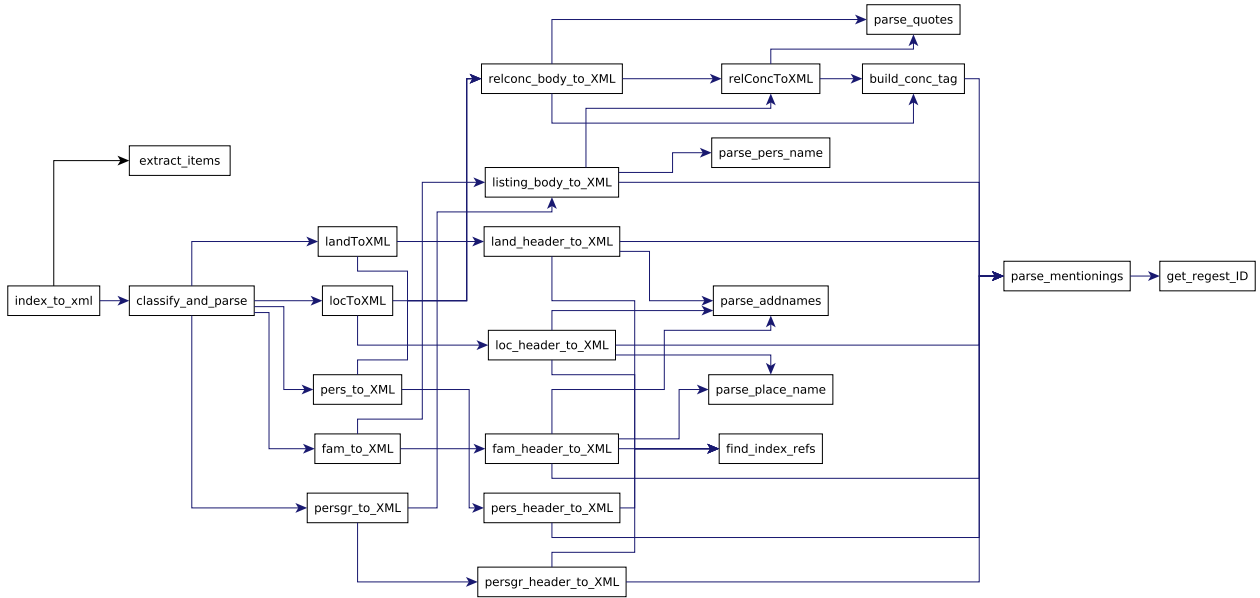 parse_quotes
relconc_body_to_XML
relConcToXML
build_conc_tag
extract_items
parse_pers_name
listing_body_to_XML
landToXML
land_header_to_XML
parse_mentionings
get_regest_ID
index_to_xml
classify_and_parse
locToXML
parse_addnames
loc_header_to_XML
pers_to_XML
parse_place_name
fam_to_XML
fam_header_to_XML
find_index_refs
persgr_to_XML
pers_header_to_XML
persgr_header_to_XML